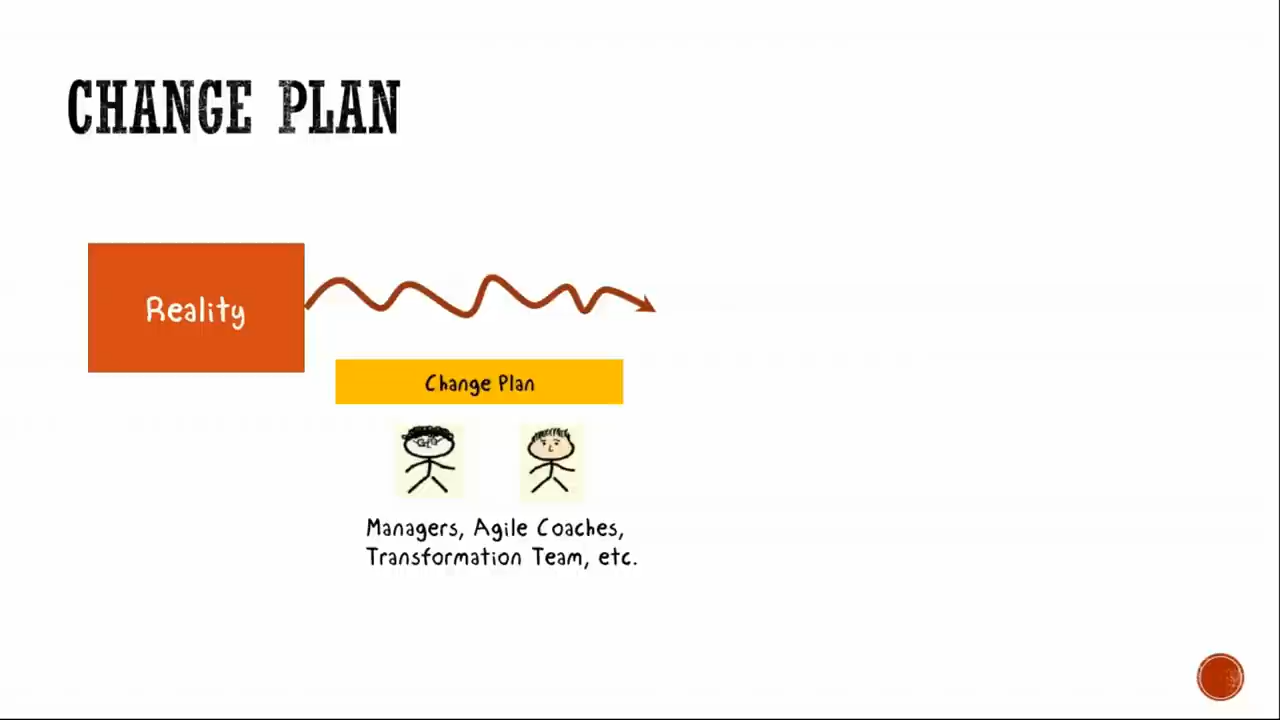 CHANGE PLAN
Reality
Change Plan
Managers, Agile Coaches,
Transformation Team, etc.